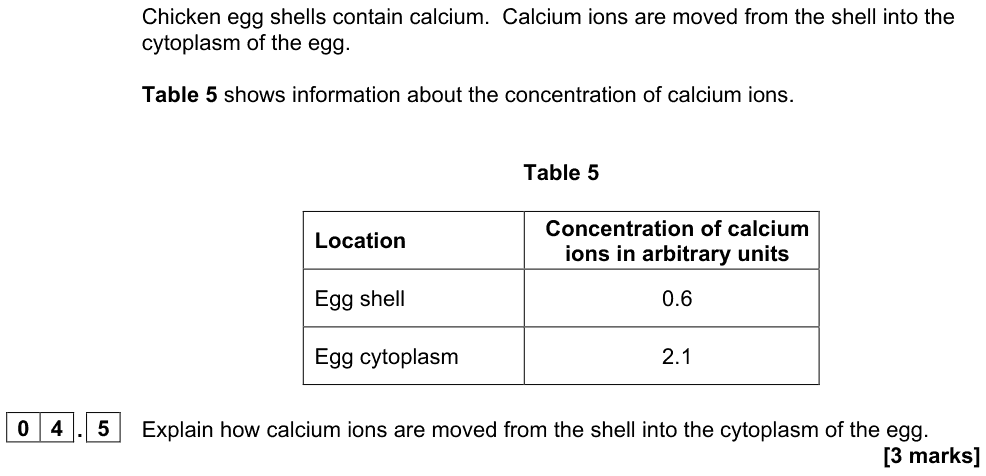 Chicken egg shells contain calcium. Calcium ions are moved from the shell into the
cytoplasm of the egg.
Table 5 shows information about the concentration of calcium ions.
Table 5
Location
Concentration of calcium
ions in arbitrary units
Egg shell
0.6
Egg cytoplasm
2.1
0 4 . 5 Explain how calcium ions are moved from the shell into the cytoplasm of the egg.
[3 marks]